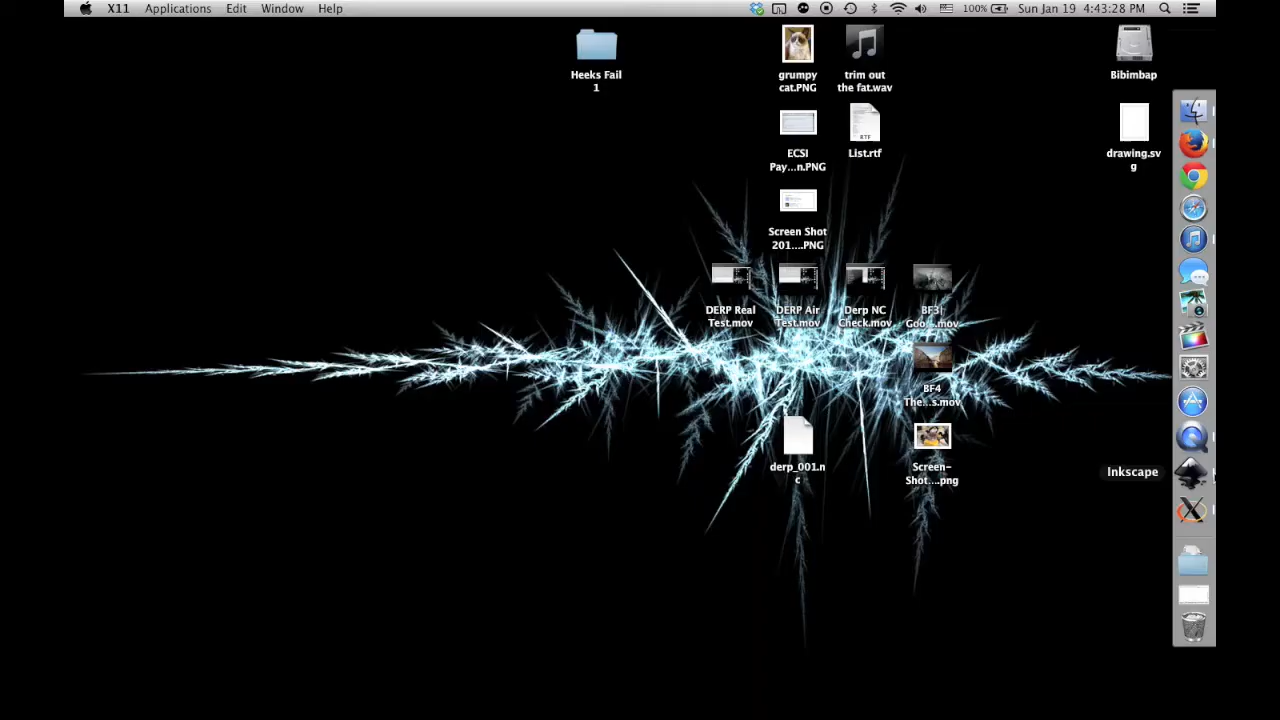 X11 Applications Edit Window Help 100% Sun Jan 19 4:43:28 PM
Heeks Fail
1
grumpy
cat.PNG
trim out
the fat.wav
Bibimbap
ECSI
Pay...n.PNG
RTF
List.rtf
drawing.sv
g
Screen Shot
201....PNG
DERP Real
Test.mov
DERP Air
Test.mov
Derp NC
Check.mov
BF3|
Goo...mov
BF4
The...s.mov
derp_001.n
c
Screen-
Shot....png
Inkscape